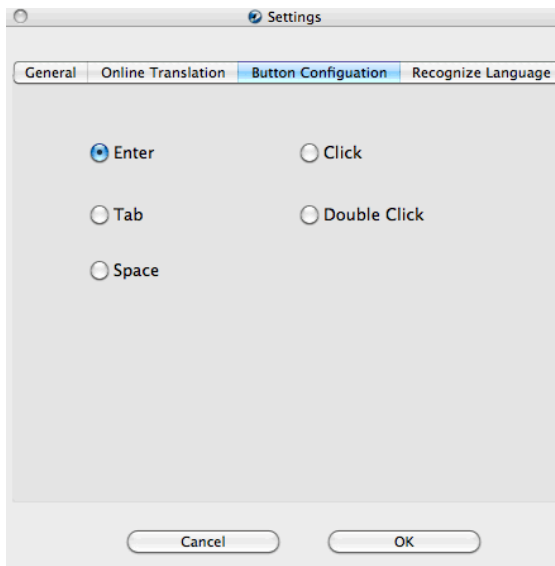 Settings
General Online Translation Button Configuation Recognize Language
Enter Click
Tab Double Click
Space
Cancel OK